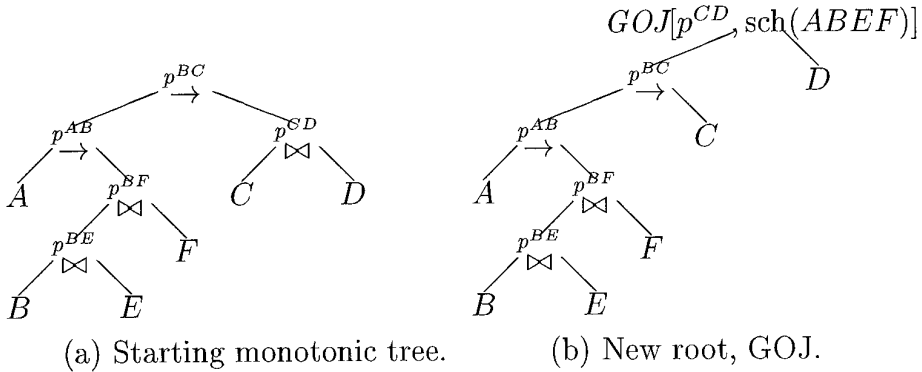 GOJ[p^{CD}, sch(ABEF)]
p^{BC} → p^{BC} → D
p^{AB} → p^{CD} ⋈ p^{AB} → C
A p^{BF} ⋈ C D A p^{BF} ⋈
p^{BE} ⋈ F p^{BE} ⋈ F
B E B E
(a) Starting monotonic tree. (b) New root, GOJ.